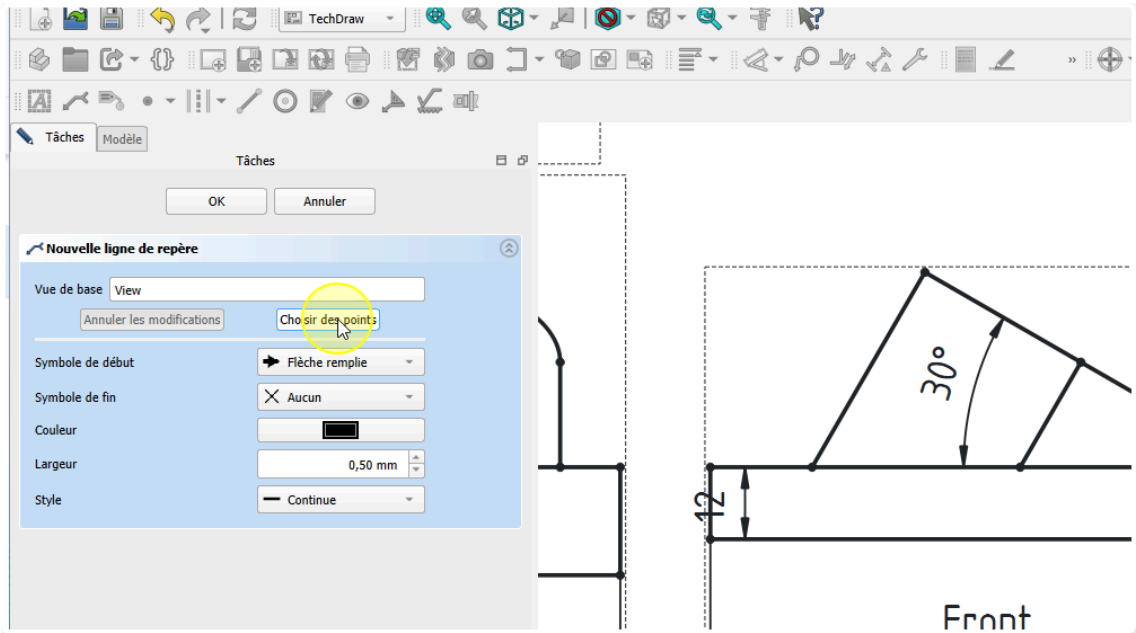 TechDraw
Tâches
Modèle
Tâches
OK
Annuler
Nouvelle ligne de repère
Vue de base
View
Annuler les modifications
Choisir des points
Symbole de début
Flèche remplie
Symbole de fin
Aucun
Couleur
Largeur
0,50 mm
Style
Continue
30°
12
Front